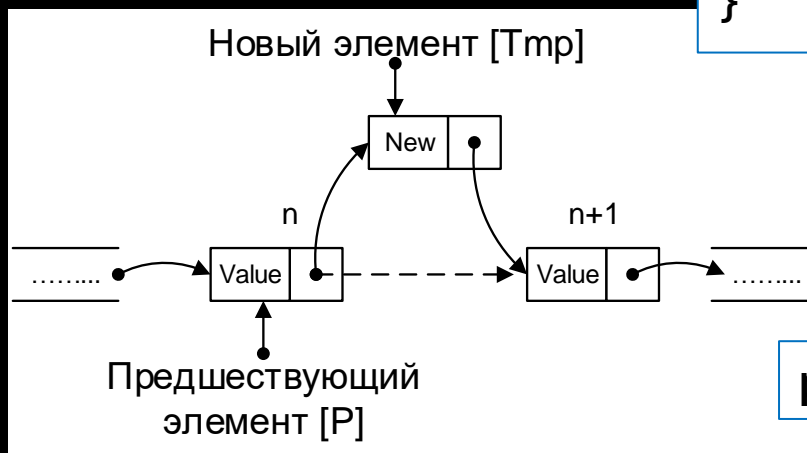 }
Новый элемент [Tmp]
New
n
n+1
……....
Value
Value
……....
Предшествующий
элемент [P]